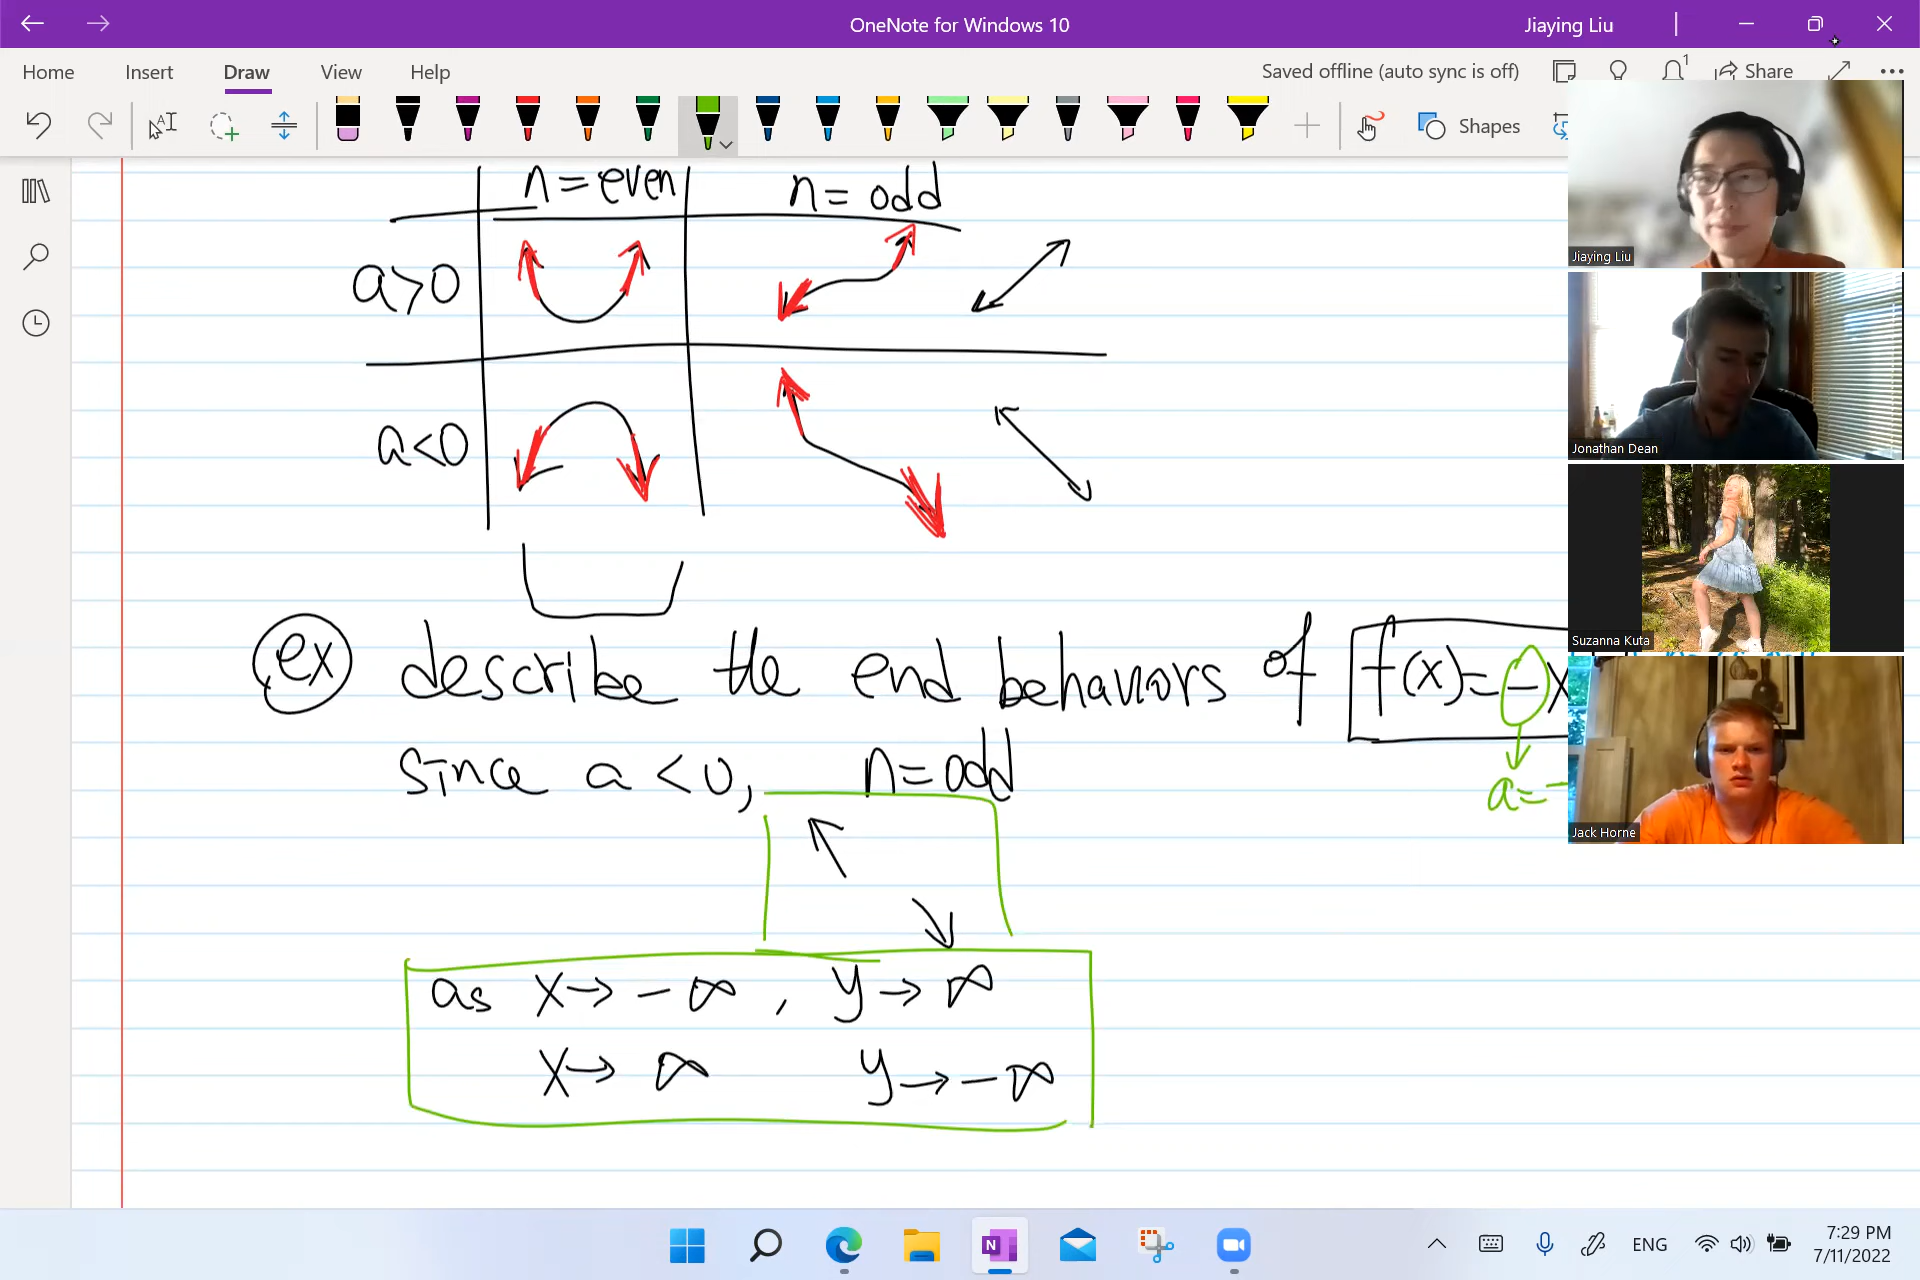 OneNote for Windows 10
Jiaying Liu
Home Insert Draw View Help
Saved offline (auto sync is off)
1
Share
Shapes
n = even
n = odd
a>0
a<0
ex describe the end behaviors of f(x) = -x
since a < 0, n = odd
a = -
as x → -∞ , y → ∞
x → ∞ y → -∞
Jiaying Liu
Jonathan Dean
Suzanna Kuta
Jack Horne
ENG
7:29 PM
7/11/2022